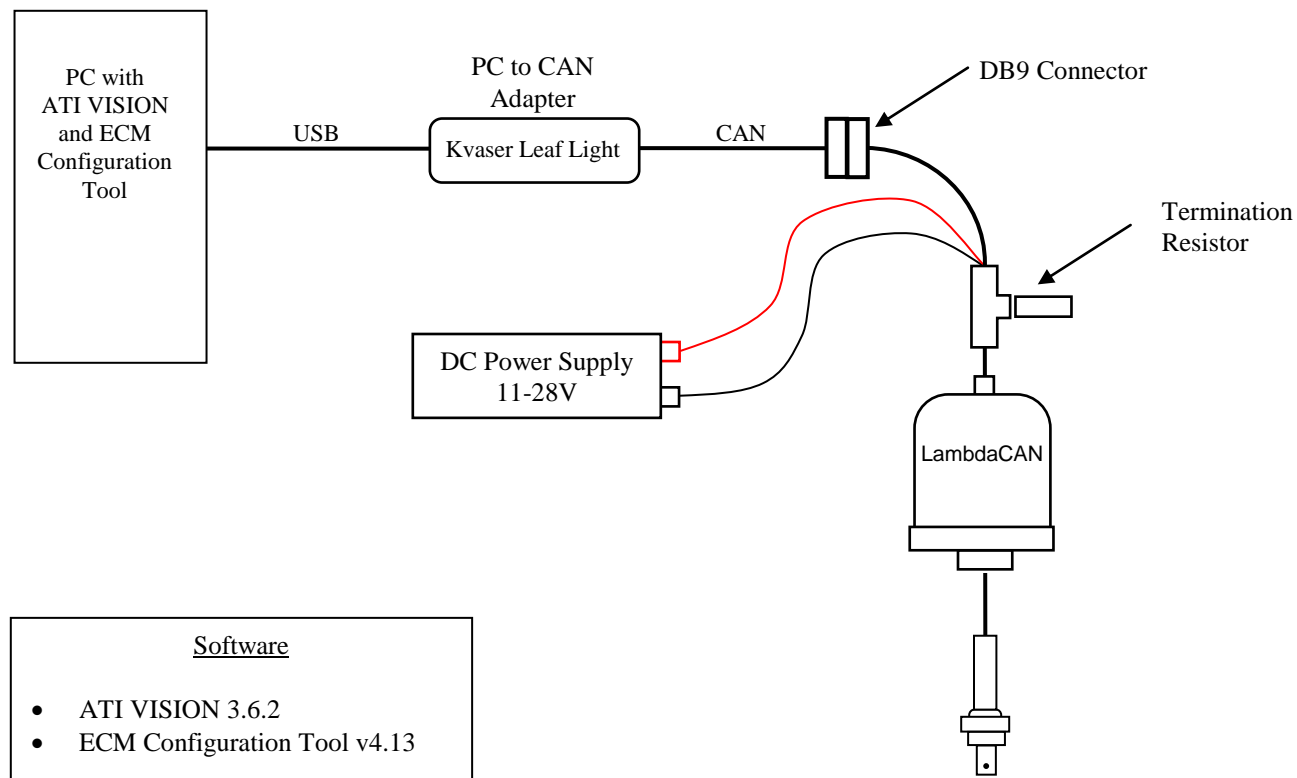 PC with
ATI VISION
and ECM
Configuration
Tool
USB
PC to CAN
Adapter
Kvaser Leaf Light
CAN
DB9 Connector
Termination
Resistor
DC Power Supply
11-28V
LambdaCAN
Software
• ATI VISION 3.6.2
• ECM Configuration Tool v4.13